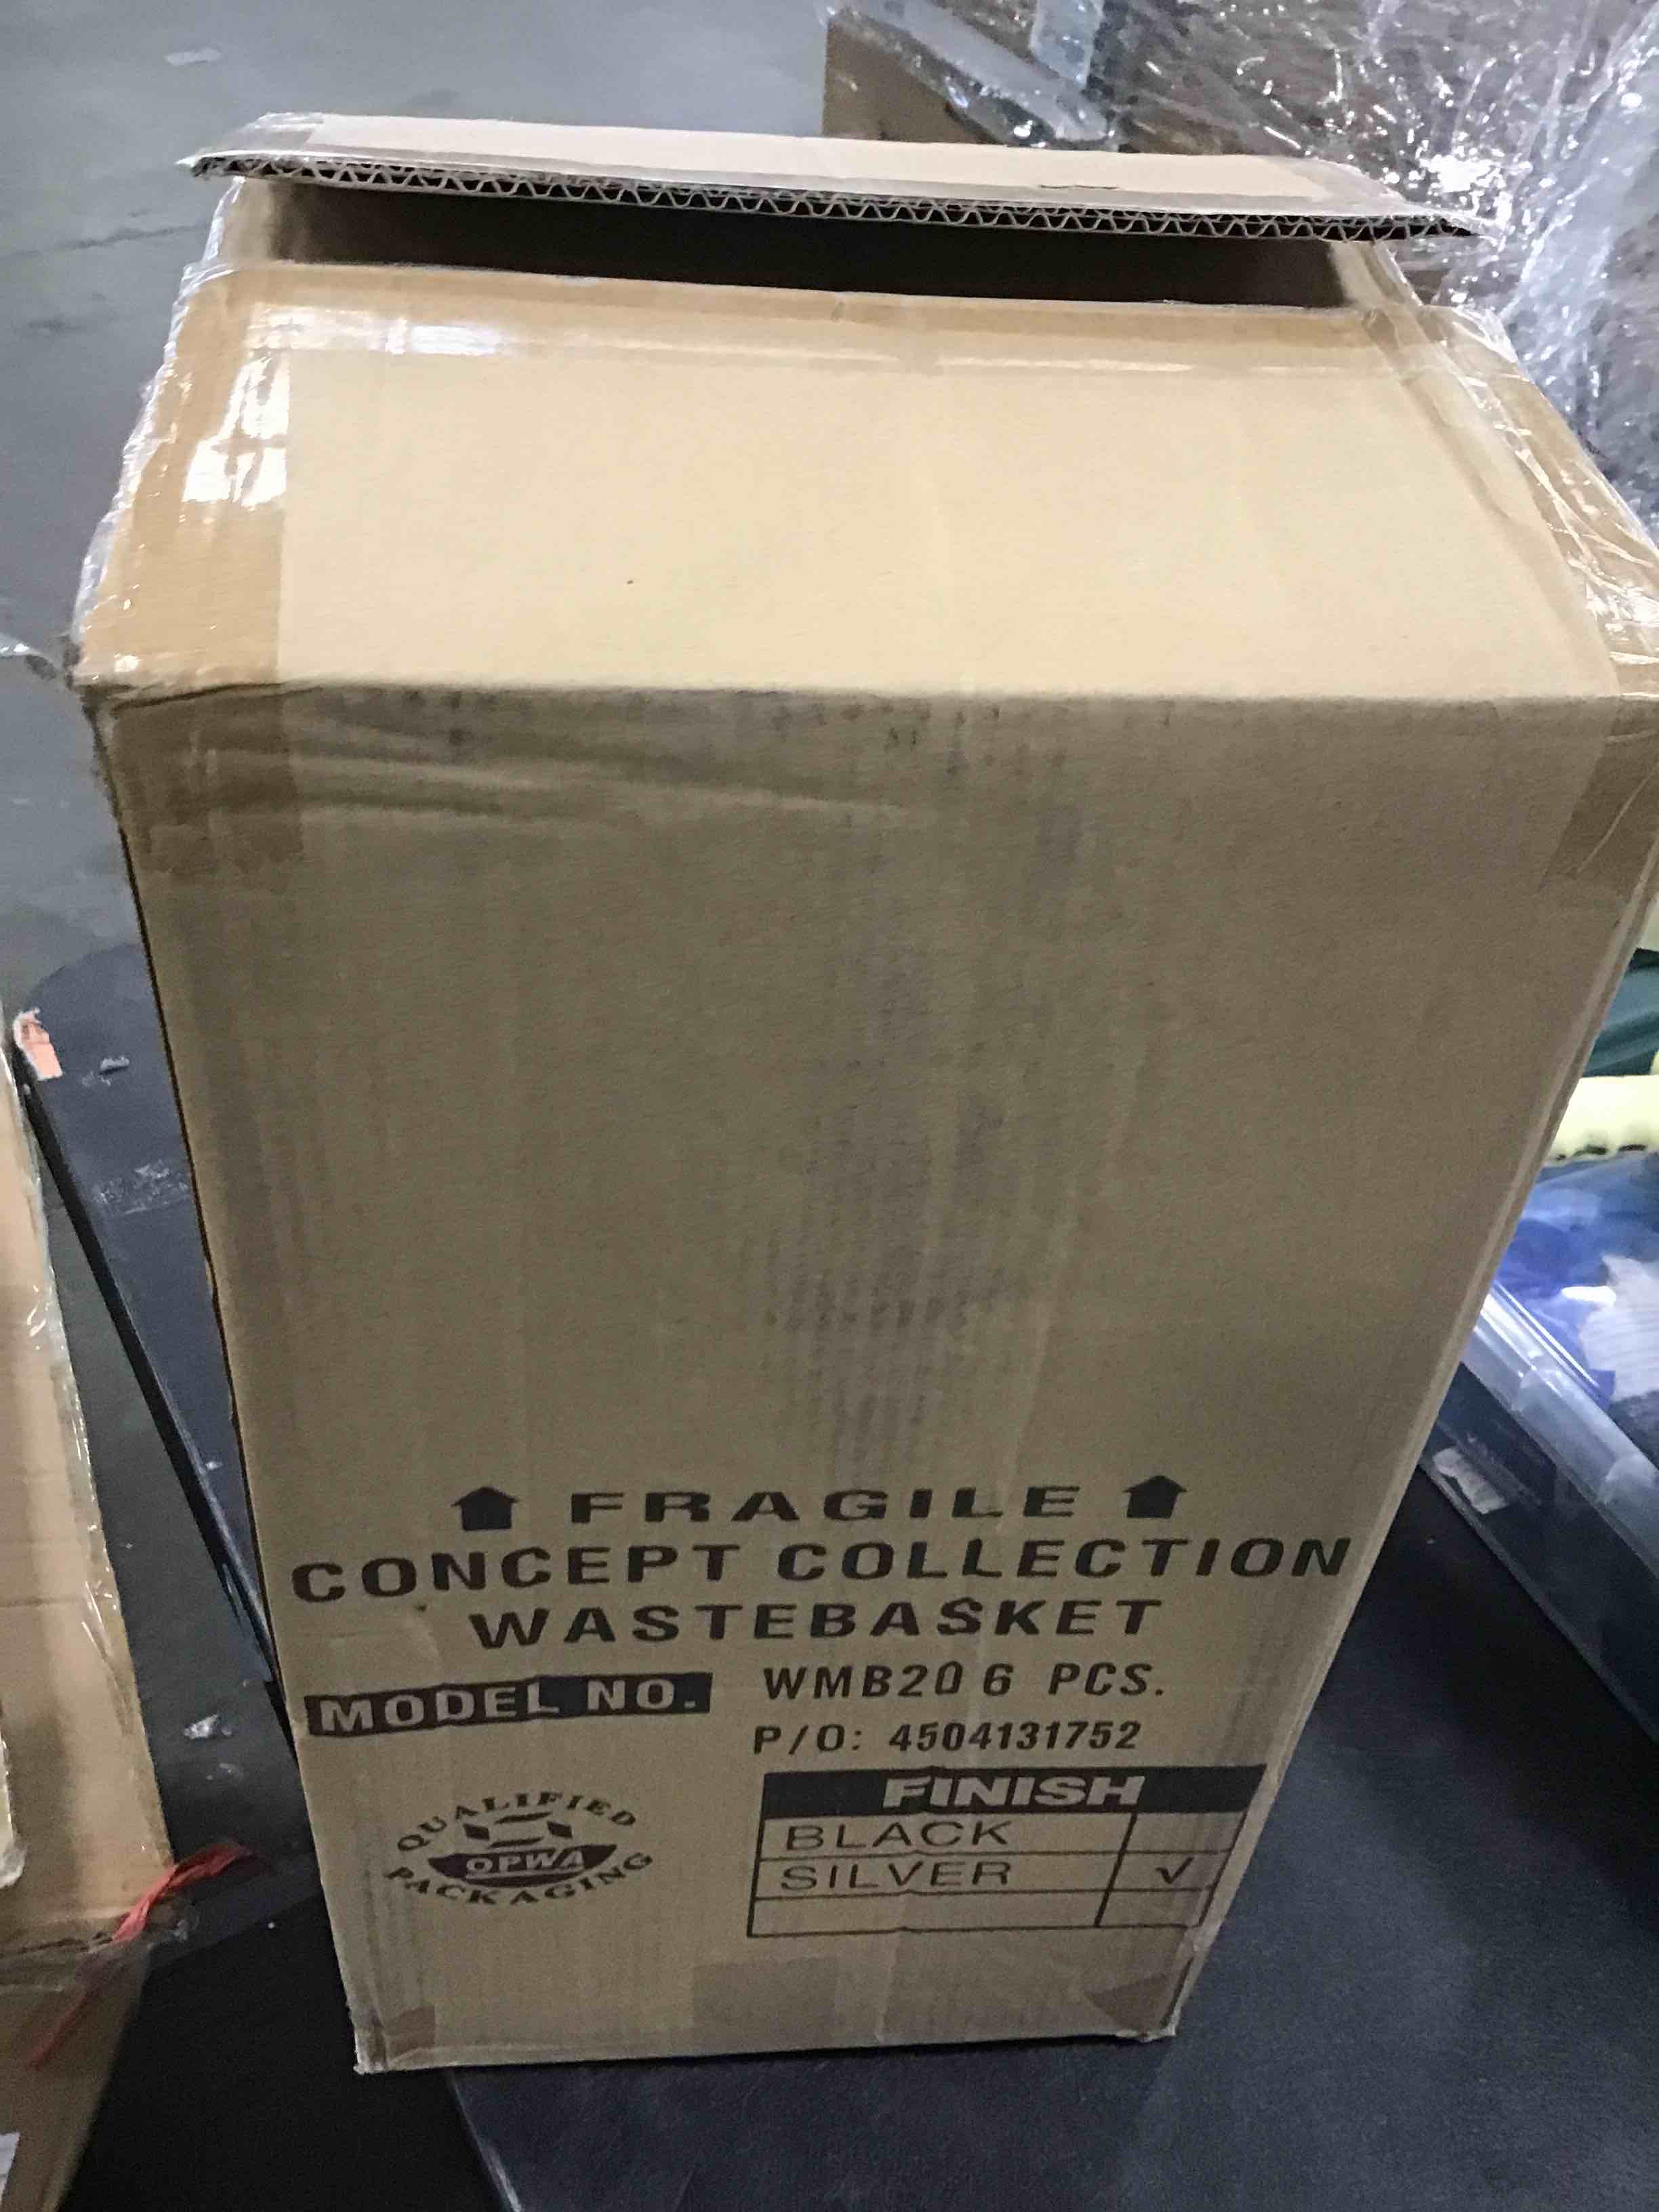 FRAGILE
CONCEPT COLLECTION
WASTEBASKET
MODEL NO. WMB20 6 PCS.
P/O: 4504131752
QUALIFIED
OPWA
PACKAGING
FINISH
BLACK
SILVER √